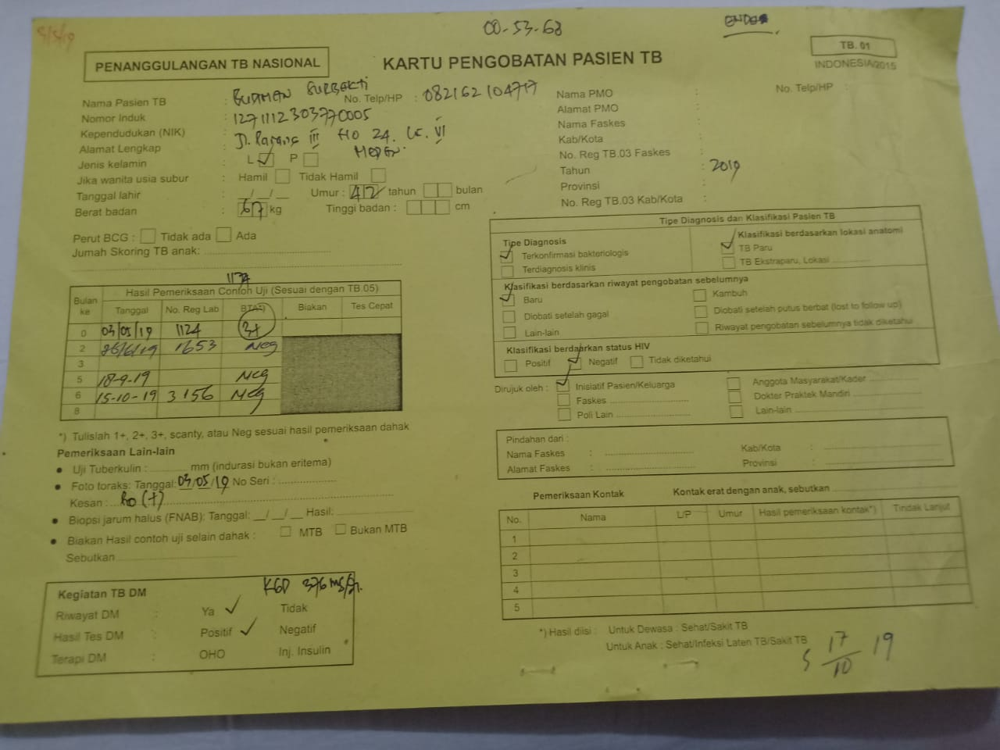 5/5/19
00-53-68
PENANGGULANGAN TB NASIONAL
KARTU PENGOBATAN PASIEN TB
TB. 01
INDONESIA/2015
Nama Pasien TB :
No. Telp/HP : 082162104717
Nomor Induk
Kependudukan (NIK) : 1271112303770005
Alamat Lengkap : Jl. III No 24. VI
Jenis kelamin : L ✓ P
Jika wanita usia subur : Hamil Tidak Hamil
Tanggal lahir : __/__/__ Umur : 42 tahun bulan
Berat badan : 67 kg Tinggi badan : cm
Perut BCG : Tidak ada Ada
Jumah Skoring TB anak:
Nama PMO :
No. Telp/HP :
Alamat PMO :
Nama Faskes :
Kab/Kota :
No. Reg TB.03 Faskes :
Tahun : 2019
Provinsi :
No. Reg TB.03 Kab/Kota :
1124
Hasil Pemeriksaan Contoh Uji (Sesuai dengan TB.05)
Bulan ke Tanggal No. Reg Lab BTA*) Biakan Tes Cepat
0 03/05/19 1124 3+
2 26/6/19 1653 Neg
3
5 18-9-19 Neg
6 15-10-19 3156 Neg
8
*) Tulislah 1+, 2+, 3+, scanty, atau Neg sesuai hasil pemeriksaan dahak
Pemeriksaan Lain-lain
• Uji Tuberkulin : mm (indurasi bukan eritema)
• Foto toraks: Tanggal: 03/05/19 No Seri :
Kesan : Ro (+)
• Biopsi jarum halus (FNAB): Tanggal: __/__/__ Hasil:
• Biakan Hasil contoh uji selain dahak : MTB Bukan MTB
Sebutkan
Kegiatan TB DM KGD 376 mg/dl.
Riwayat DM : Ya ✓ Tidak
Hasil Tes DM : Positif ✓ Negatif
Terapi DM : OHO Inj. Insulin
Tipe Diagnosis dan Klasifikasi Pasien TB
Tipe Diagnosis
✓ Terkonfirmasi bakteriologis
Terdiagnosis klinis
Klasifikasi berdasarkan lokasi anatomi
✓ TB Paru
TB Ekstraparu, Lokasi
Klasifikasi berdasarkan riwayat pengobatan sebelumnya
✓ Baru
Kambuh
Diobati setelah gagal
Diobati setelah putus berbat (lost to follow up)
Lain-lain
Riwayat pengobatan sebelumnya tidak diketahui
Klasifikasi berdaarkan status HIV
Positif ✓ Negatif Tidak diketahui
Dirujuk oleh : ✓ Inisiatif Pasien/Keluarga
Anggota Masyarakat/Kader
Faskes
Dokter Praktek Mandiri
Poli Lain
Lain-lain
Pindahan dari :
Nama Faskes : Kab/Kota :
Alamat Faskes : Provinsi :
Pemeriksaan Kontak Kontak erat dengan anak, sebutkan
No. Nama L/P Umur Hasil pemeriksaan kontak*) Tindak Lanjut
1
2
3
4
5
*) Hasil diisi : Untuk Dewasa : Sehat/Sakit TB
Untuk Anak : Sehat/Infeksi Laten TB/Sakit TB
17/10 19